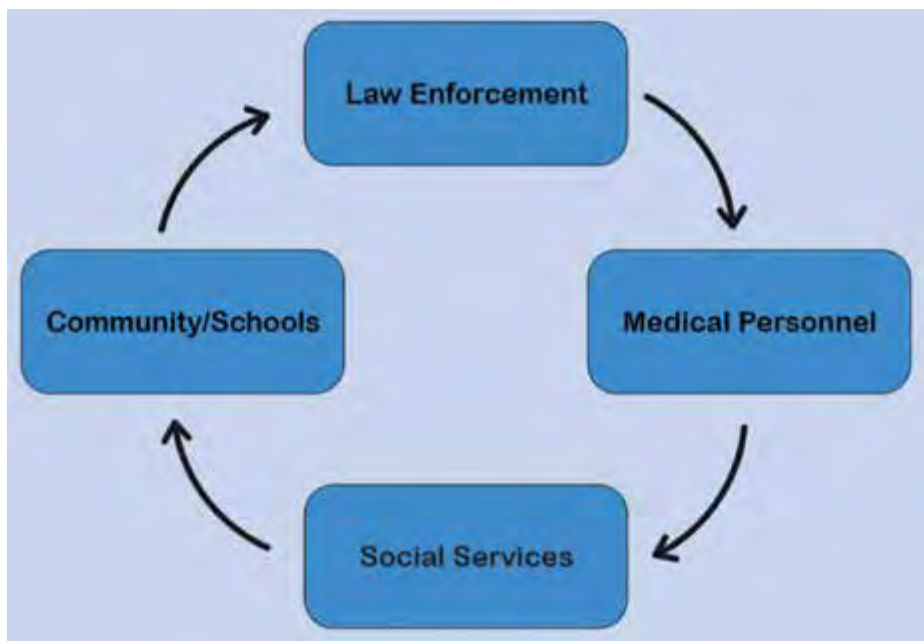 Law Enforcement
Community/Schools
Medical Personnel
Social Services